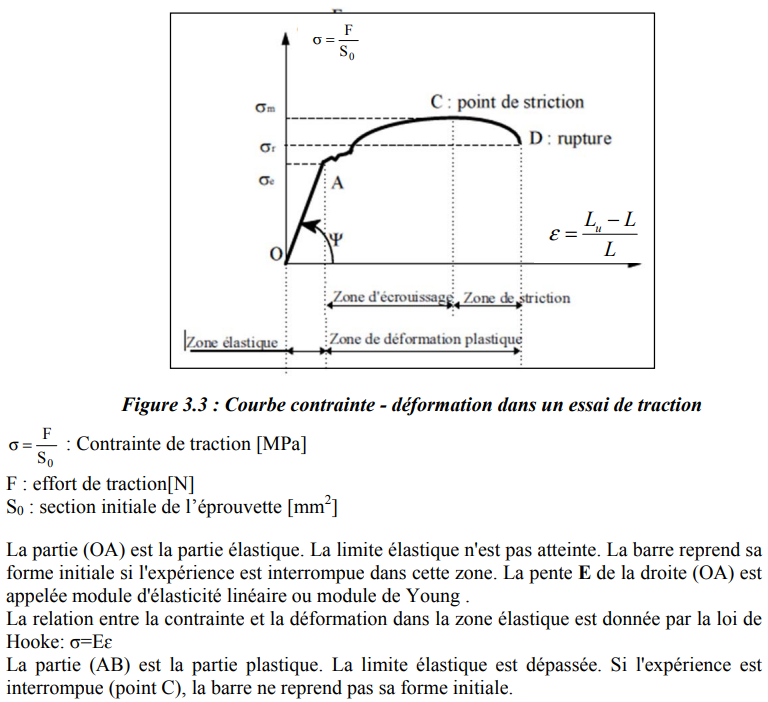 σ = F/S₀
σm
C : point de striction
σr
D : rupture
σe
A
ε = (Lu − L)/L
Ψ
O
Zone d'écrouissage
Zone de striction
Zone élastique
Zone de déformation plastique
Figure 3.3 : Courbe contrainte - déformation dans un essai de traction
σ = F/S₀ : Contrainte de traction [MPa]
F : effort de traction[N]
S₀ : section initiale de l’éprouvette [mm²]
La partie (OA) est la partie élastique. La limite élastique n'est pas atteinte. La barre reprend sa
forme initiale si l'expérience est interrompue dans cette zone. La pente E de la droite (OA) est
appelée module d'élasticité linéaire ou module de Young .
La relation entre la contrainte et la déformation dans la zone élastique est donnée par la loi de
Hooke: σ=Eε
La partie (AB) est la partie plastique. La limite élastique est dépassée. Si l'expérience est
interrompue (point C), la barre ne reprend pas sa forme initiale.